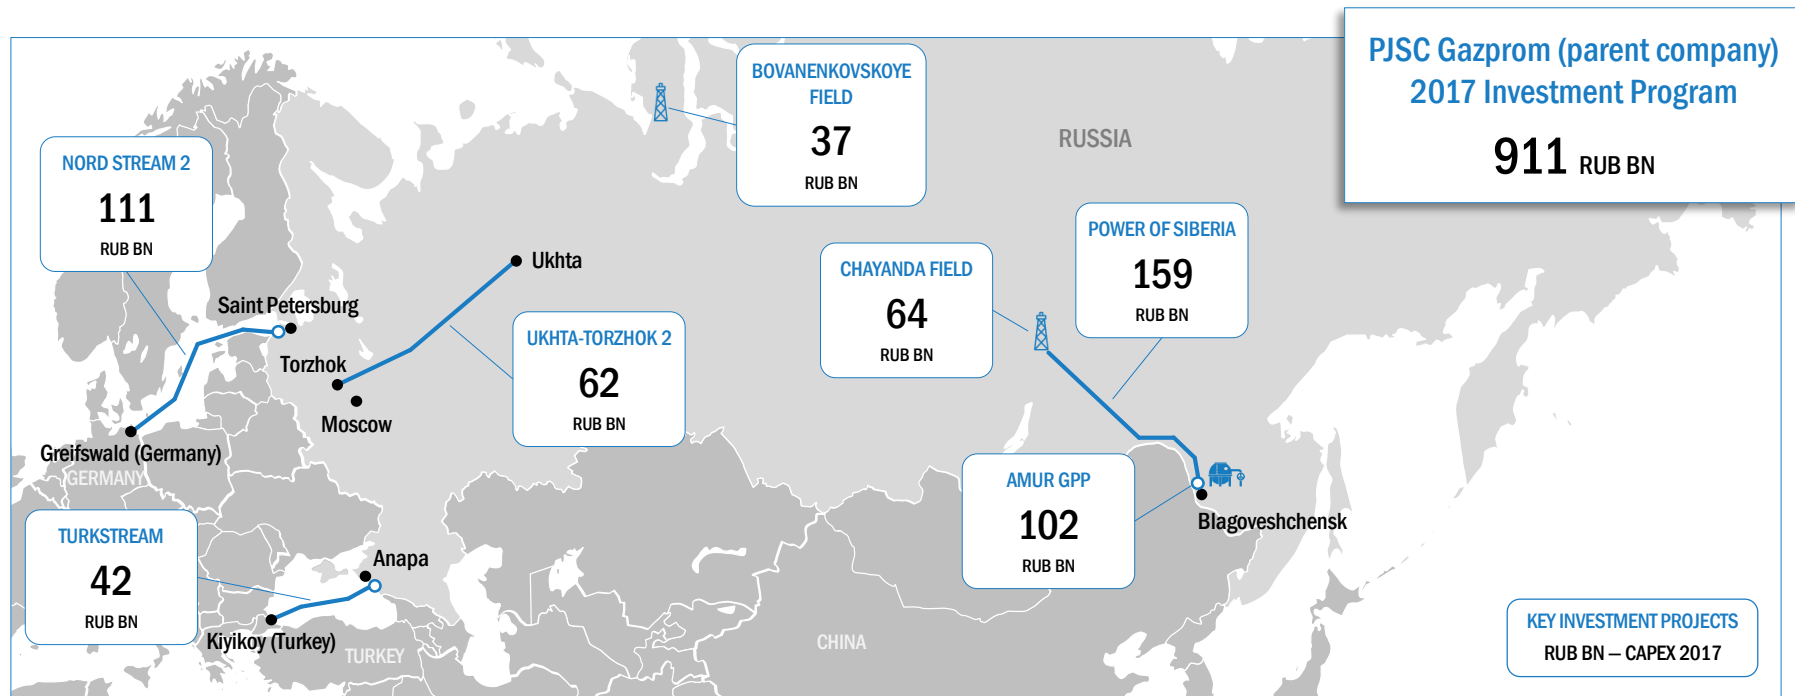 PJSC Gazprom (parent company)
2017 Investment Program
911 RUB BN
BOVANENKOVSKOYE
FIELD
37
RUB BN
RUSSIA
NORD STREAM 2
111
RUB BN
POWER OF SIBERIA
159
RUB BN
CHAYANDA FIELD
64
RUB BN
Ukhta
Saint Petersburg
UKHTA-TORZHOK 2
62
RUB BN
Torzhok
Moscow
Greifswald (Germany)
GERMANY
AMUR GPP
102
RUB BN
Blagoveshchensk
TURKSTREAM
42
RUB BN
Anapa
Kiyikoy (Turkey)
TURKEY
CHINA
KEY INVESTMENT PROJECTS
RUB BN – CAPEX 2017